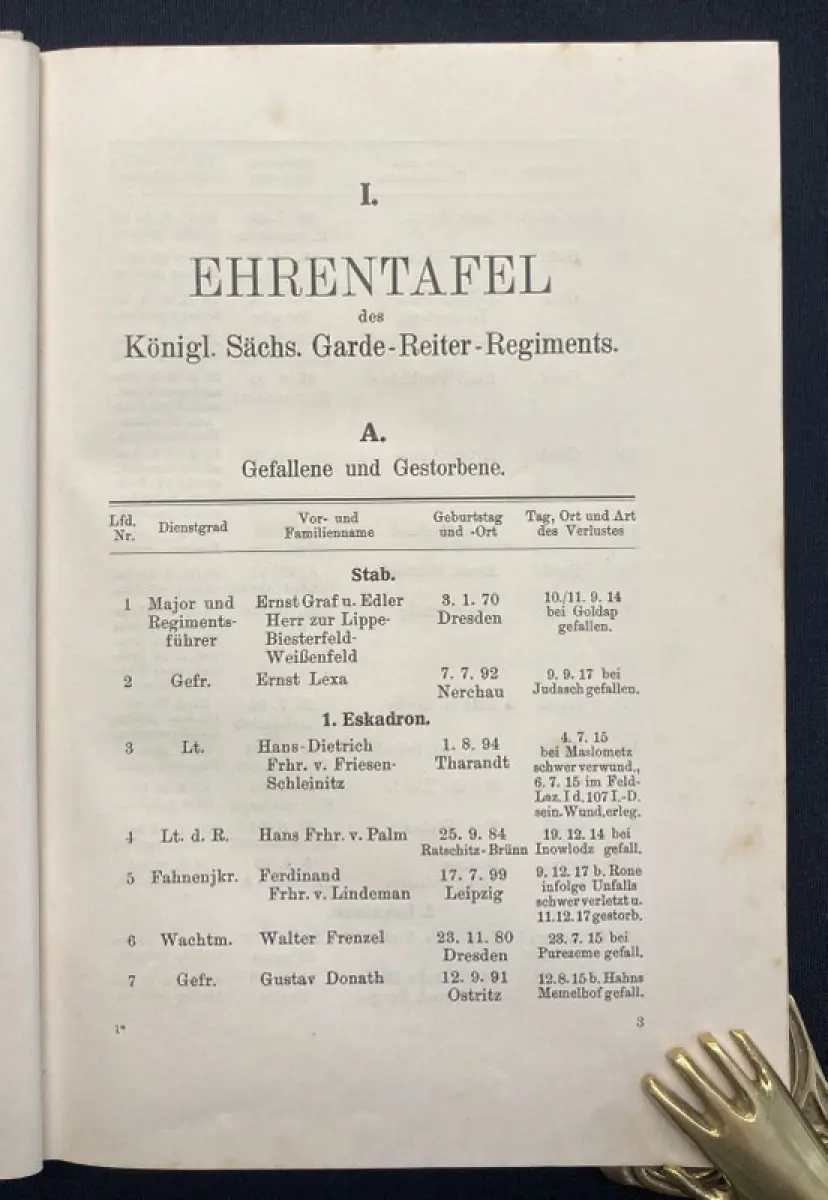 I.
EHRENTAFEL
des
Königl. Sächs. Garde-Reiter-Regiments.
A.
Gefallene und Gestorbene.
Lfd. Nr. Dienstgrad Vor- und Familienname Geburtstag und -Ort Tag, Ort und Art des Verlustes
Stab.
1 Major und Ernst Graf u. Edler 3. 1. 70 10./11. 9. 14
Regiments- Herr zur Lippe- Dresden bei Goldap
führer Biesterfeld- gefallen.
Weißenfeld
2 Gefr. Ernst Lexa 7. 7. 92 9. 9. 17 bei
Nerchau Judasch gefallen.
1. Eskadron.
3 Lt. Hans-Dietrich 1. 8. 94 4. 7. 15
Frhr. v. Friesen- Tharandt bei Maslometz
Schleinitz schwer verwund.,
6. 7. 15 im Feld-
Laz. I d. 107 I.-D.
sein. Wund. erleg.
4 Lt. d. R. Hans Frhr. v. Palm 25. 9. 84 19. 12. 14 bei
Ratschitz-Brünn Inowlodz gefall.
5 Fahnenjkr. Ferdinand 17. 7. 99 9. 12. 17 b. Rone
Frhr. v. Lindeman Leipzig infolge Unfalls
schwer verletzt u.
11.12.17 gestorb.
6 Wachtm. Walter Frenzel 23. 11. 80 23. 7. 15 bei
Dresden Purezeme gefall.
7 Gefr. Gustav Donath 12. 9. 91 12.8.15 b. Hahns
Ostritz Memelhof gefall.
1* 3